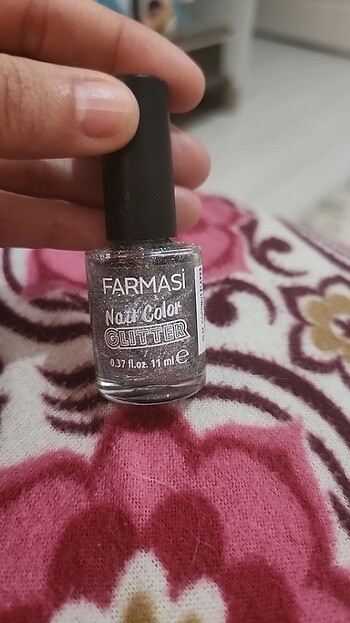 FARMASi
Nail Color
GLITTER
0.37 fl.oz. 11 ml ℮